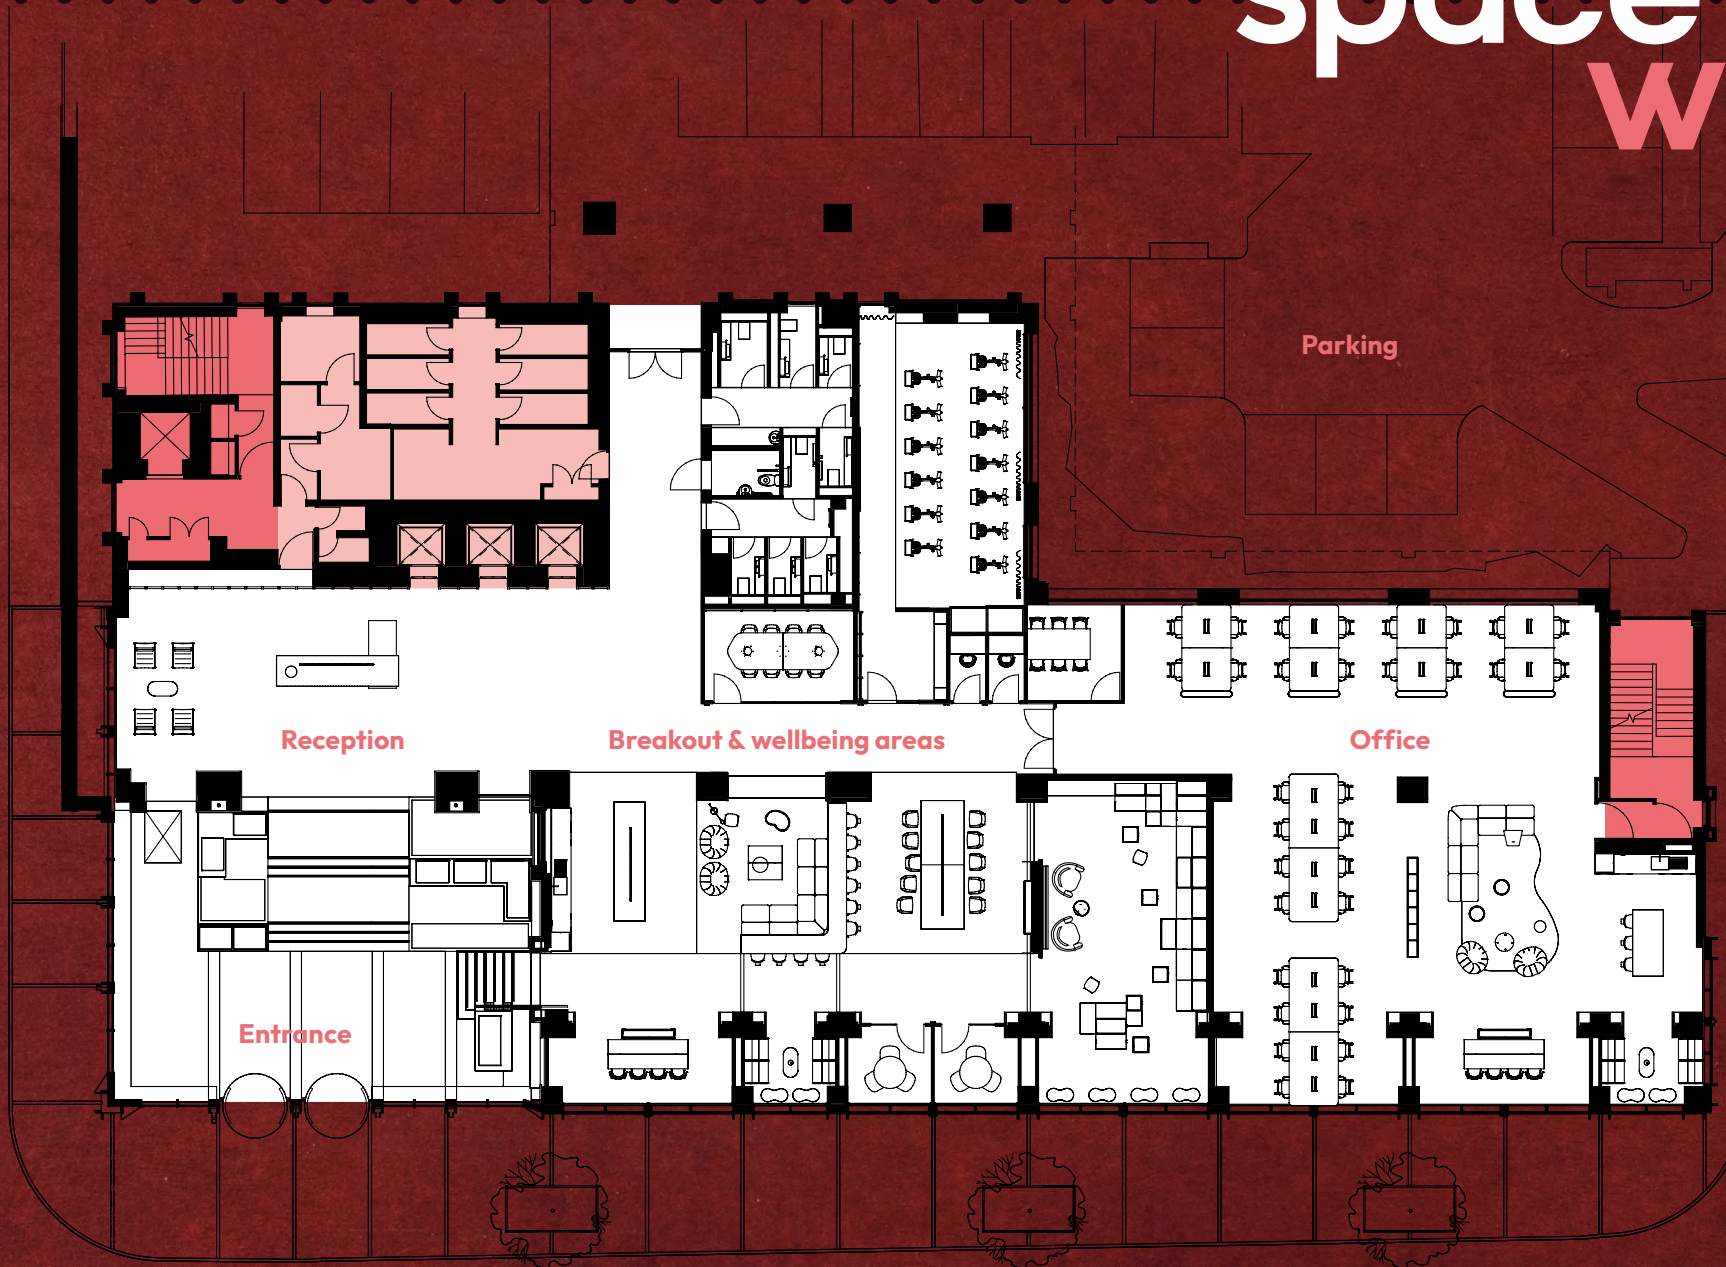 space
w
Parking
Reception
Breakout & wellbeing areas
Office
Entrance